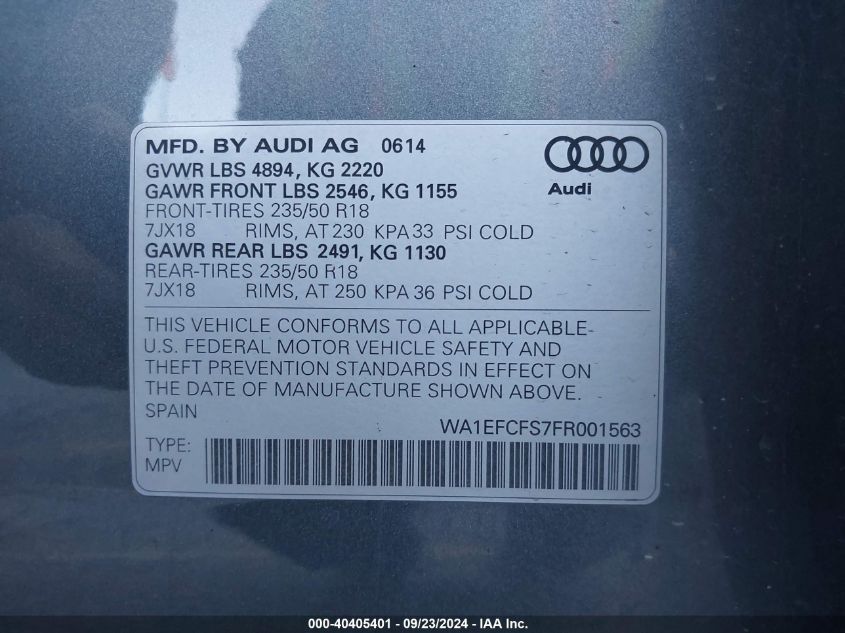 MFD. BY AUDI AG 0614
GVWR LBS 4894, KG 2220
GAWR FRONT LBS 2546, KG 1155
FRONT-TIRES 235/50 R18
7JX18 RIMS, AT 230 KPA 33 PSI COLD
GAWR REAR LBS 2491, KG 1130
REAR-TIRES 235/50 R18
7JX18 RIMS, AT 250 KPA 36 PSI COLD
Audi
THIS VEHICLE CONFORMS TO ALL APPLICABLE-
U.S. FEDERAL MOTOR VEHICLE SAFETY AND
THEFT PREVENTION STANDARDS IN EFFECT ON
THE DATE OF MANUFACTURE SHOWN ABOVE.
SPAIN
WA1EFCFS7FR001563
TYPE:
MPV
000-40405401 - 09/23/2024 - IAA Inc.